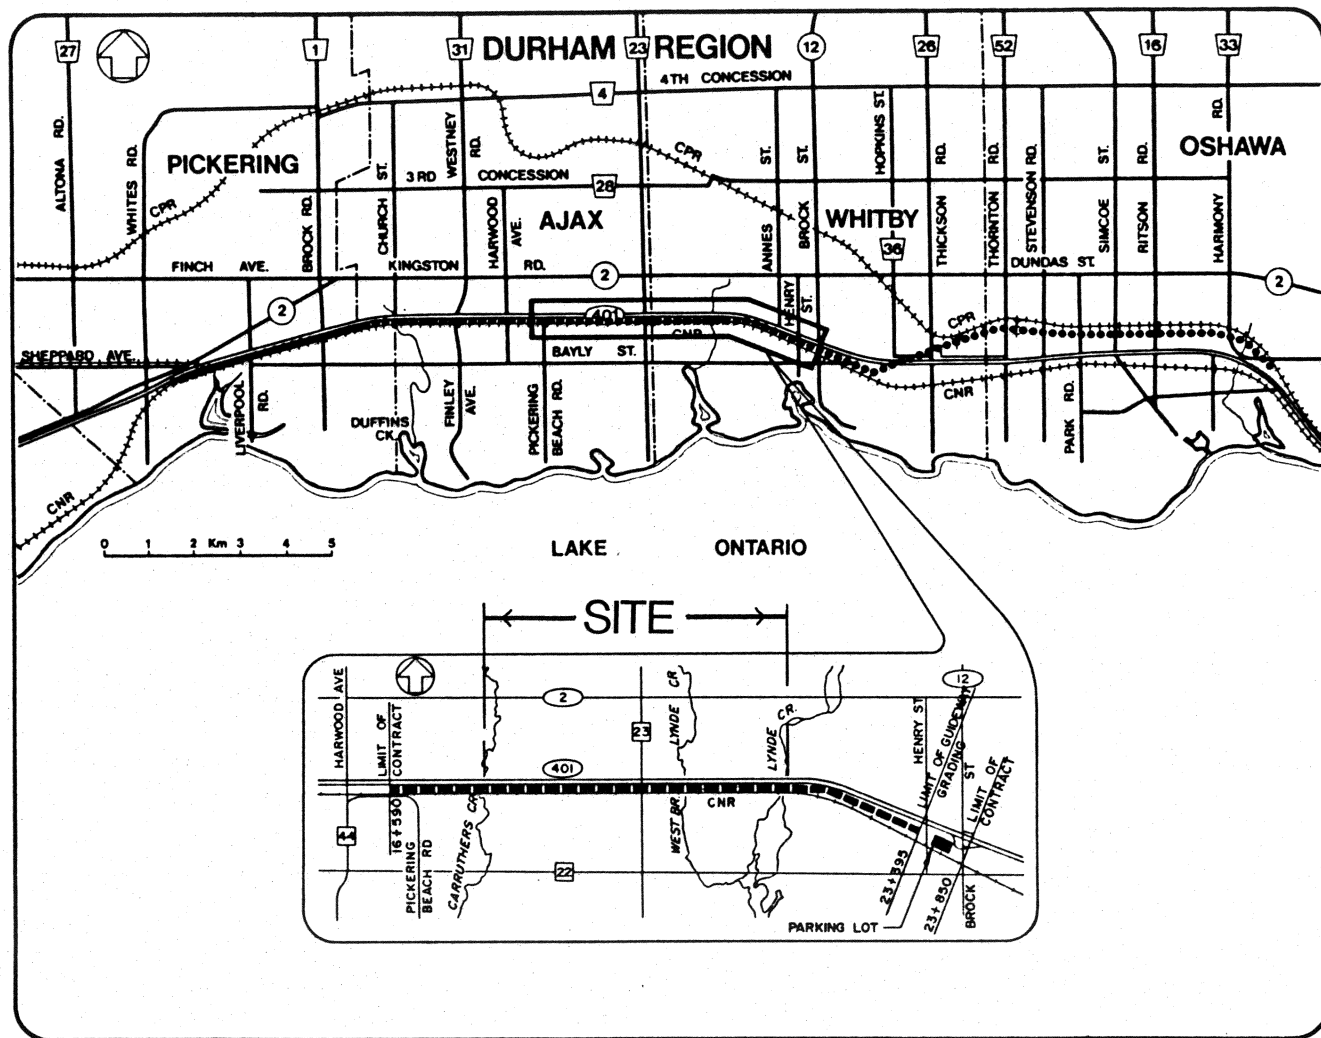 27
1
31
DURHAM REGION
23
12
26
52
16
33
4TH CONCESSION
4
ALTONA RD.
WHITES RD.
PICKERING
CPR
BROCK RD.
CHURCH ST.
WESTNEY RD.
3 RD CONCESSION
28
HARWOOD AVE.
AJAX
CPR
ANNES ST.
BROCK ST.
HOPKINS ST.
WHITBY
36
THICKSON RD.
THORNTON RD.
STEVENSON RD.
SIMCOE ST.
RITSON RD.
HARMONY RD.
OSHAWA
FINCH AVE.
KINGSTON RD.
2
DUNDAS ST.
2
2
401
HENRY ST.
CNR
CPR
SHEPPARD AVE.
BAYLY ST.
CNR
LIVERPOOL RD.
DUFFINS CK.
FINLEY AVE.
PICKERING BEACH RD.
PARK RD.
CNR
0 1 2 Km 3 4 5
LAKE ONTARIO
SITE
HARWOOD AVE
LIMIT OF CONTRACT
2
23
LYNDE CR
LYNDE CR.
12
HENRY ST
LIMIT OF GUIDEWAY GRADING
LIMIT OF CONTRACT
401
CNR
16+590
44
PICKERING BEACH RD
CARRUTHERS CR.
WEST BR.
22
23+395
23+850
BROCK ST
PARKING LOT